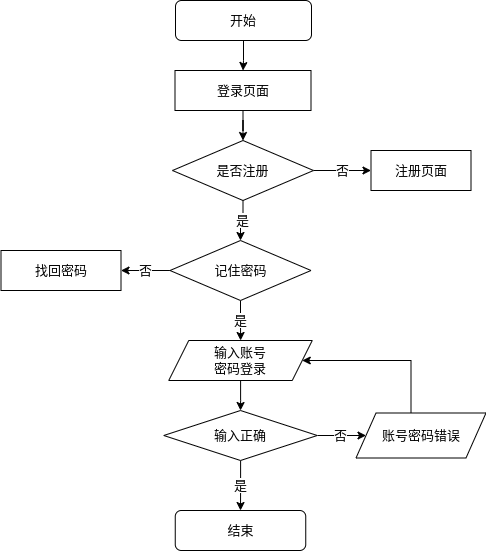 开始
登录页面
是否注册
否
注册页面
是
记住密码
否
找回密码
是
输入账号
密码登录
输入正确
否
账号密码错误
是
结束